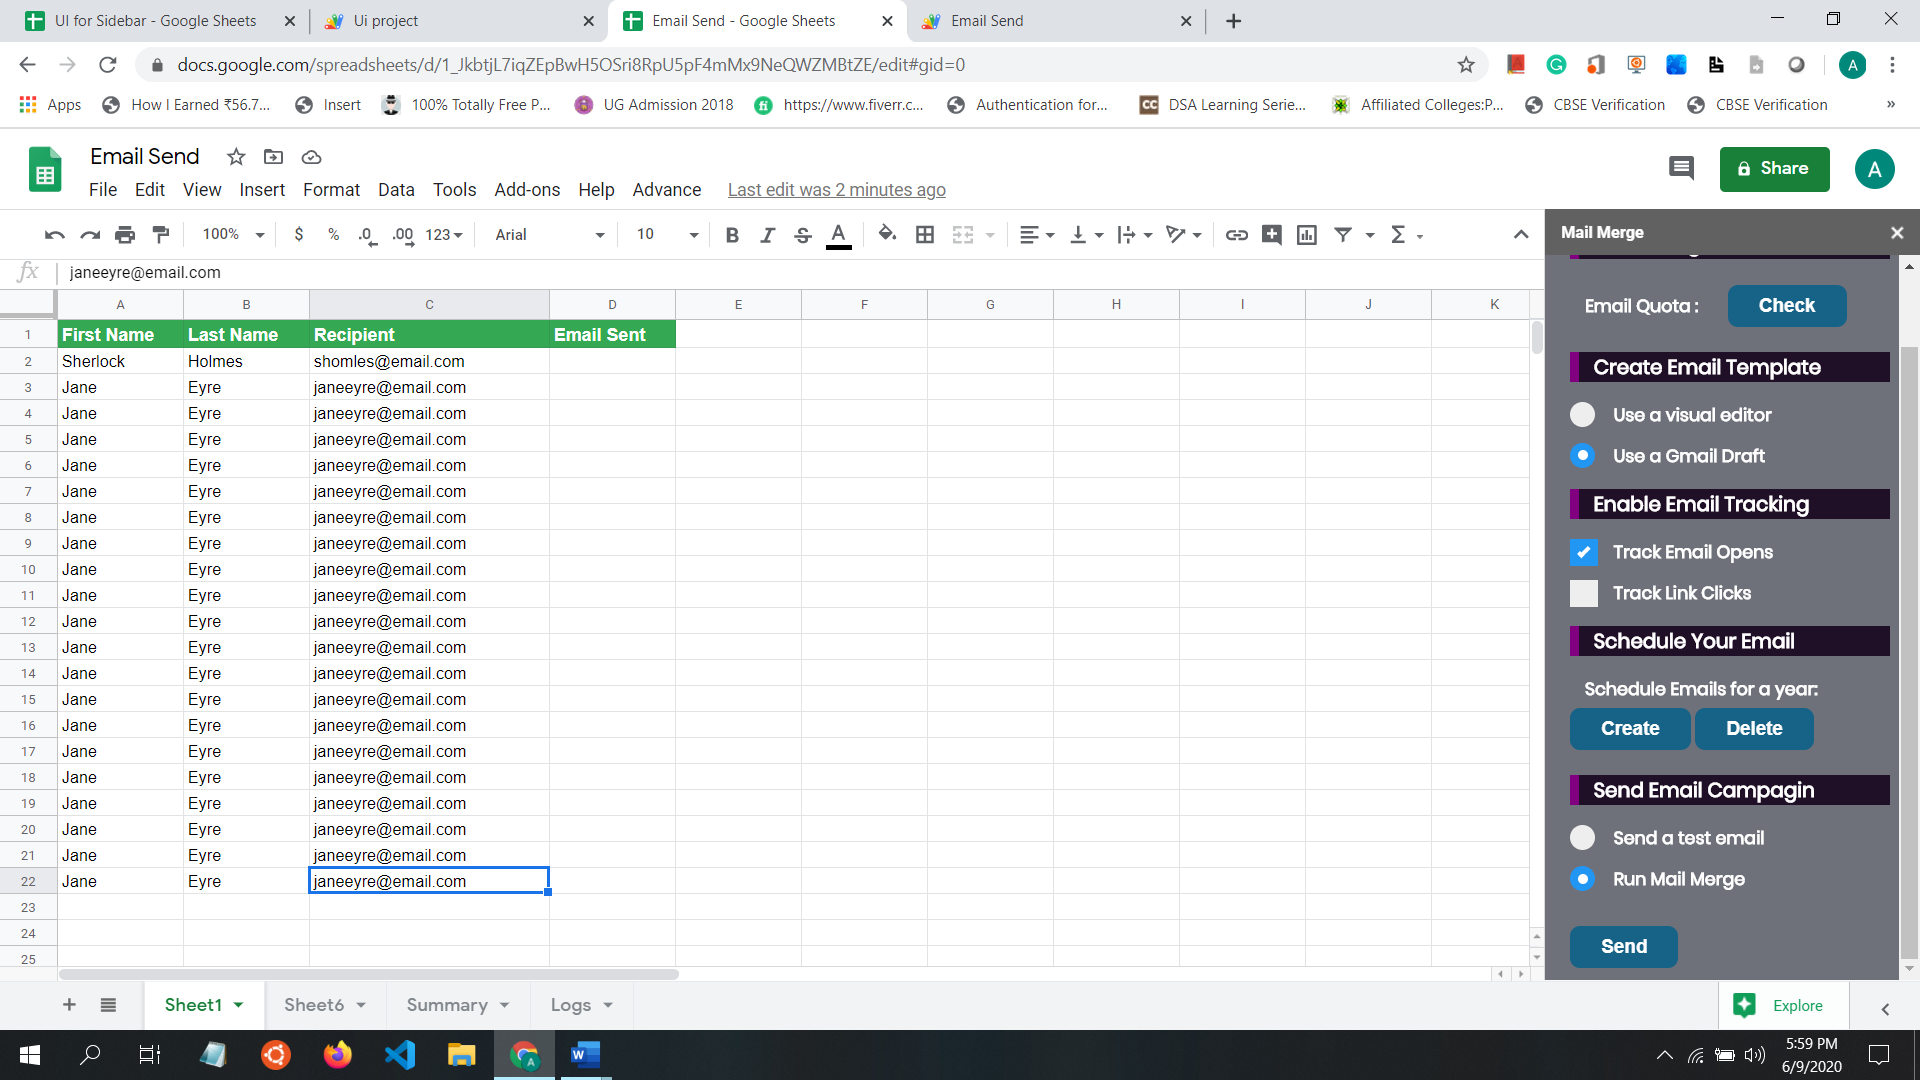 UI for Sidebar - Google Sheets
Ui project
Email Send - Google Sheets
Email Send
docs.google.com/spreadsheets/d/1_JkbtjL7iqZEpBwH5OSri8RpU5pF4mMx9NeQWZMBtZE/edit#gid=0
A
Apps
How I Earned ₹56.7...
Insert
100% Totally Free P...
UG Admission 2018
https://www.fiverr.c...
Authentication for...
DSA Learning Serie...
Affiliated Colleges:P...
CBSE Verification
CBSE Verification
»
Email Send
File Edit View Insert Format Data Tools Add-ons Help Advance Last edit was 2 minutes ago
Share
A
100% $ % .0 .00 123 Arial 10 B I S A Σ
Mail Merge
fx janeeyre@email.com
A B C D E F G H I J K
1 First Name Last Name Recipient Email Sent
2 Sherlock Holmes shomles@email.com
3 Jane Eyre janeeyre@email.com
4 Jane Eyre janeeyre@email.com
5 Jane Eyre janeeyre@email.com
6 Jane Eyre janeeyre@email.com
7 Jane Eyre janeeyre@email.com
8 Jane Eyre janeeyre@email.com
9 Jane Eyre janeeyre@email.com
10 Jane Eyre janeeyre@email.com
11 Jane Eyre janeeyre@email.com
12 Jane Eyre janeeyre@email.com
13 Jane Eyre janeeyre@email.com
14 Jane Eyre janeeyre@email.com
15 Jane Eyre janeeyre@email.com
16 Jane Eyre janeeyre@email.com
17 Jane Eyre janeeyre@email.com
18 Jane Eyre janeeyre@email.com
19 Jane Eyre janeeyre@email.com
20 Jane Eyre janeeyre@email.com
21 Jane Eyre janeeyre@email.com
22 Jane Eyre janeeyre@email.com
23
24
25
Email Quota : Check
Create Email Template
Use a visual editor
Use a Gmail Draft
Enable Email Tracking
Track Email Opens
Track Link Clicks
Schedule Your Email
Schedule Emails for a year:
Create Delete
Send Email Campagin
Send a test email
Run Mail Merge
Send
Sheet1 Sheet6 Summary Logs
Explore
5:59 PM
6/9/2020